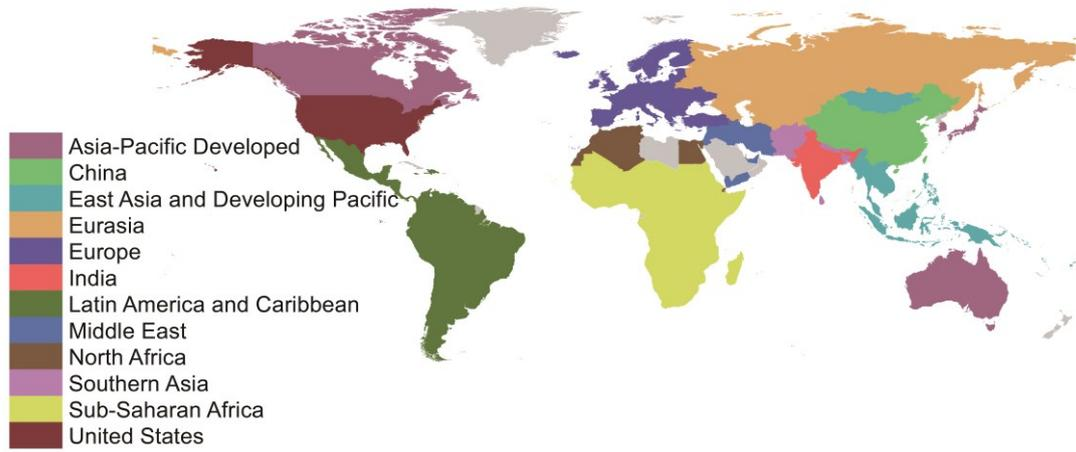 Asia-Pacific Developed
China
East Asia and Developing Pacific
Eurasia
Europe
India
Latin America and Caribbean
Middle East
North Africa
Southern Asia
Sub-Saharan Africa
United States